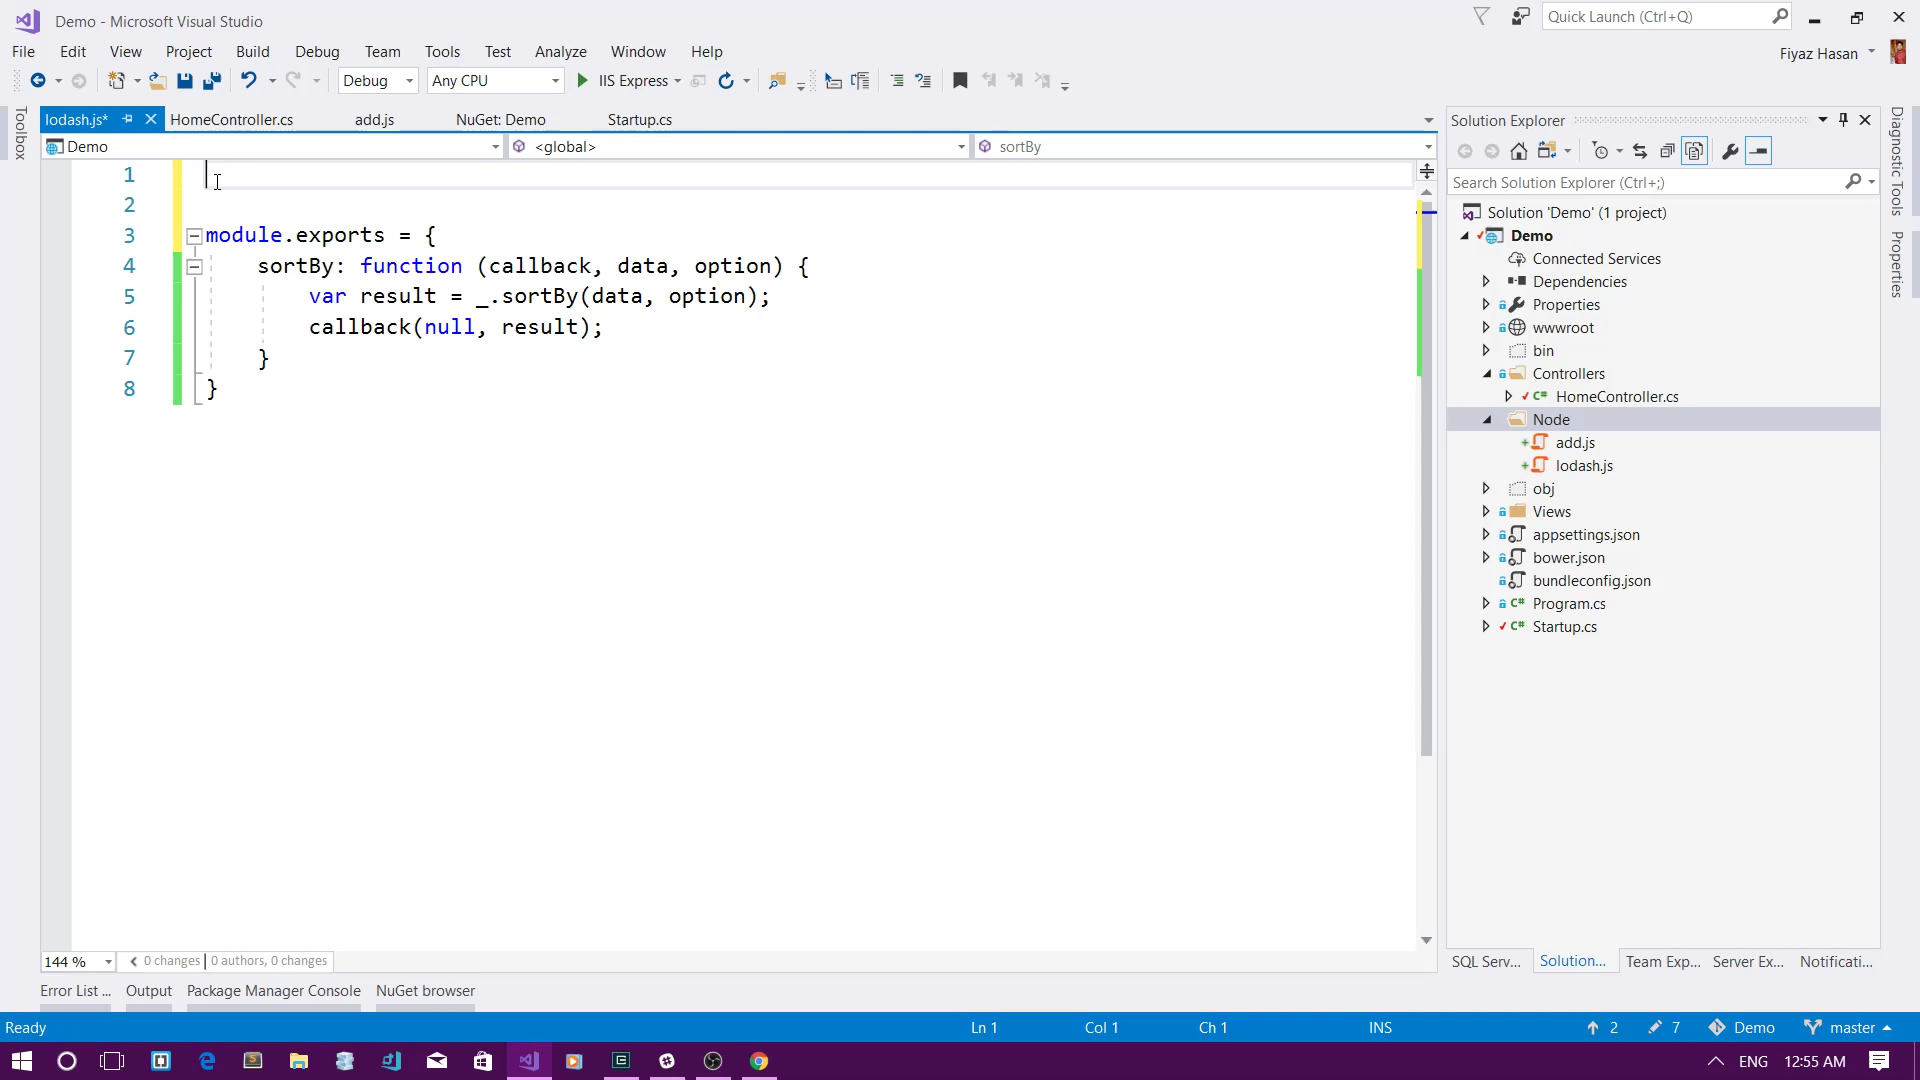 Demo - Microsoft Visual Studio
Quick Launch (Ctrl+Q)
File Edit View Project Build Debug Team Tools Test Analyze Window Help
Fiyaz Hasan
Debug Any CPU IIS Express
Toolbox
lodash.js* HomeController.cs add.js NuGet: Demo Startup.cs
Demo <global> sortBy
1
2
3 module.exports = {
4 sortBy: function (callback, data, option) {
5 var result = _.sortBy(data, option);
6 callback(null, result);
7 }
8 }
144 % 0 changes | 0 authors, 0 changes
Solution Explorer
Search Solution Explorer (Ctrl+;)
Solution 'Demo' (1 project)
Demo
Connected Services
Dependencies
Properties
wwwroot
bin
Controllers
C# HomeController.cs
Node
add.js
lodash.js
obj
Views
appsettings.json
bower.json
bundleconfig.json
C# Program.cs
C# Startup.cs
SQL Serv... Solution... Team Exp... Server Ex... Notificati...
Diagnostic Tools
Properties
Error List ... Output Package Manager Console NuGet browser
Ready Ln 1 Col 1 Ch 1 INS 2 7 Demo master
ENG 12:55 AM